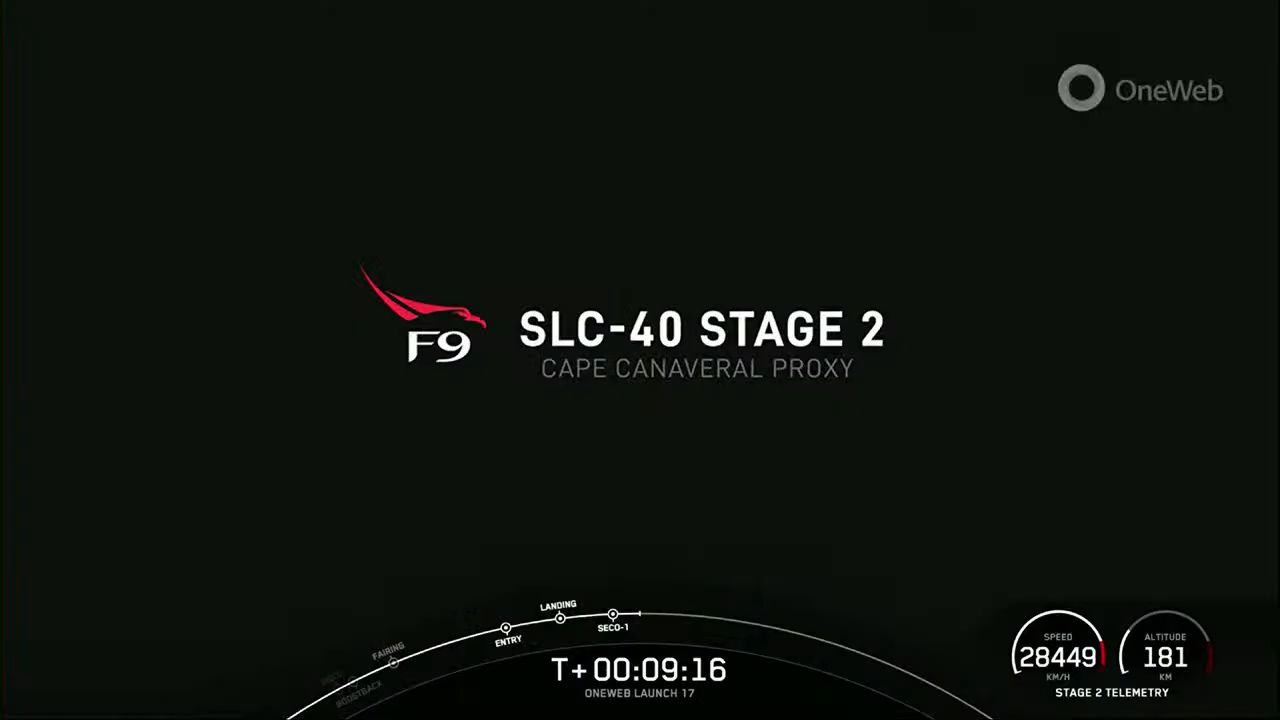 OneWeb
F9
SLC-40 STAGE 2
CAPE CANAVERAL PROXY
LANDING
SECO-1
ENTRY
FAIRING
BOOSTBACK
T+00:09:16
ONEWEB LAUNCH 17
SPEED
28449
KM/H
ALTITUDE
181
KM
STAGE 2 TELEMETRY